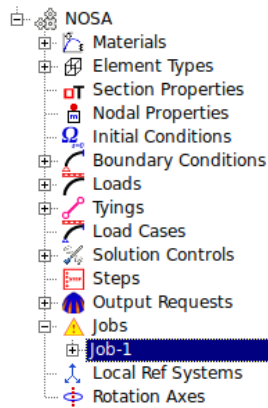 NOSA
Materials
Element Types
Section Properties
Nodal Properties
Initial Conditions
Boundary Conditions
Loads
Tyings
Load Cases
Solution Controls
Steps
Output Requests
Jobs
Job-1
Local Ref Systems
Rotation Axes